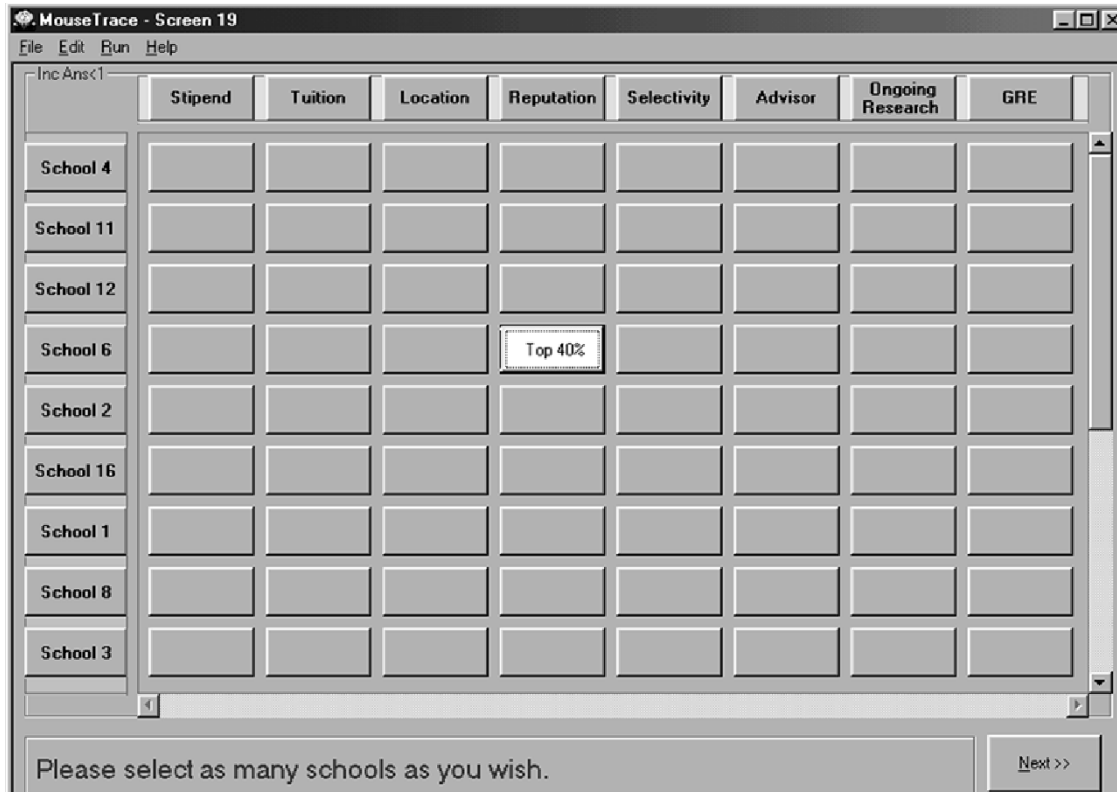 MouseTrace - Screen 19
File Edit Run Help
Inc Ans<1
Stipend Tuition Location Reputation Selectivity Advisor Ongoing Research GRE
School 4
School 11
School 12
School 6 Top 40%
School 2
School 16
School 1
School 8
School 3
Please select as many schools as you wish. Next >>